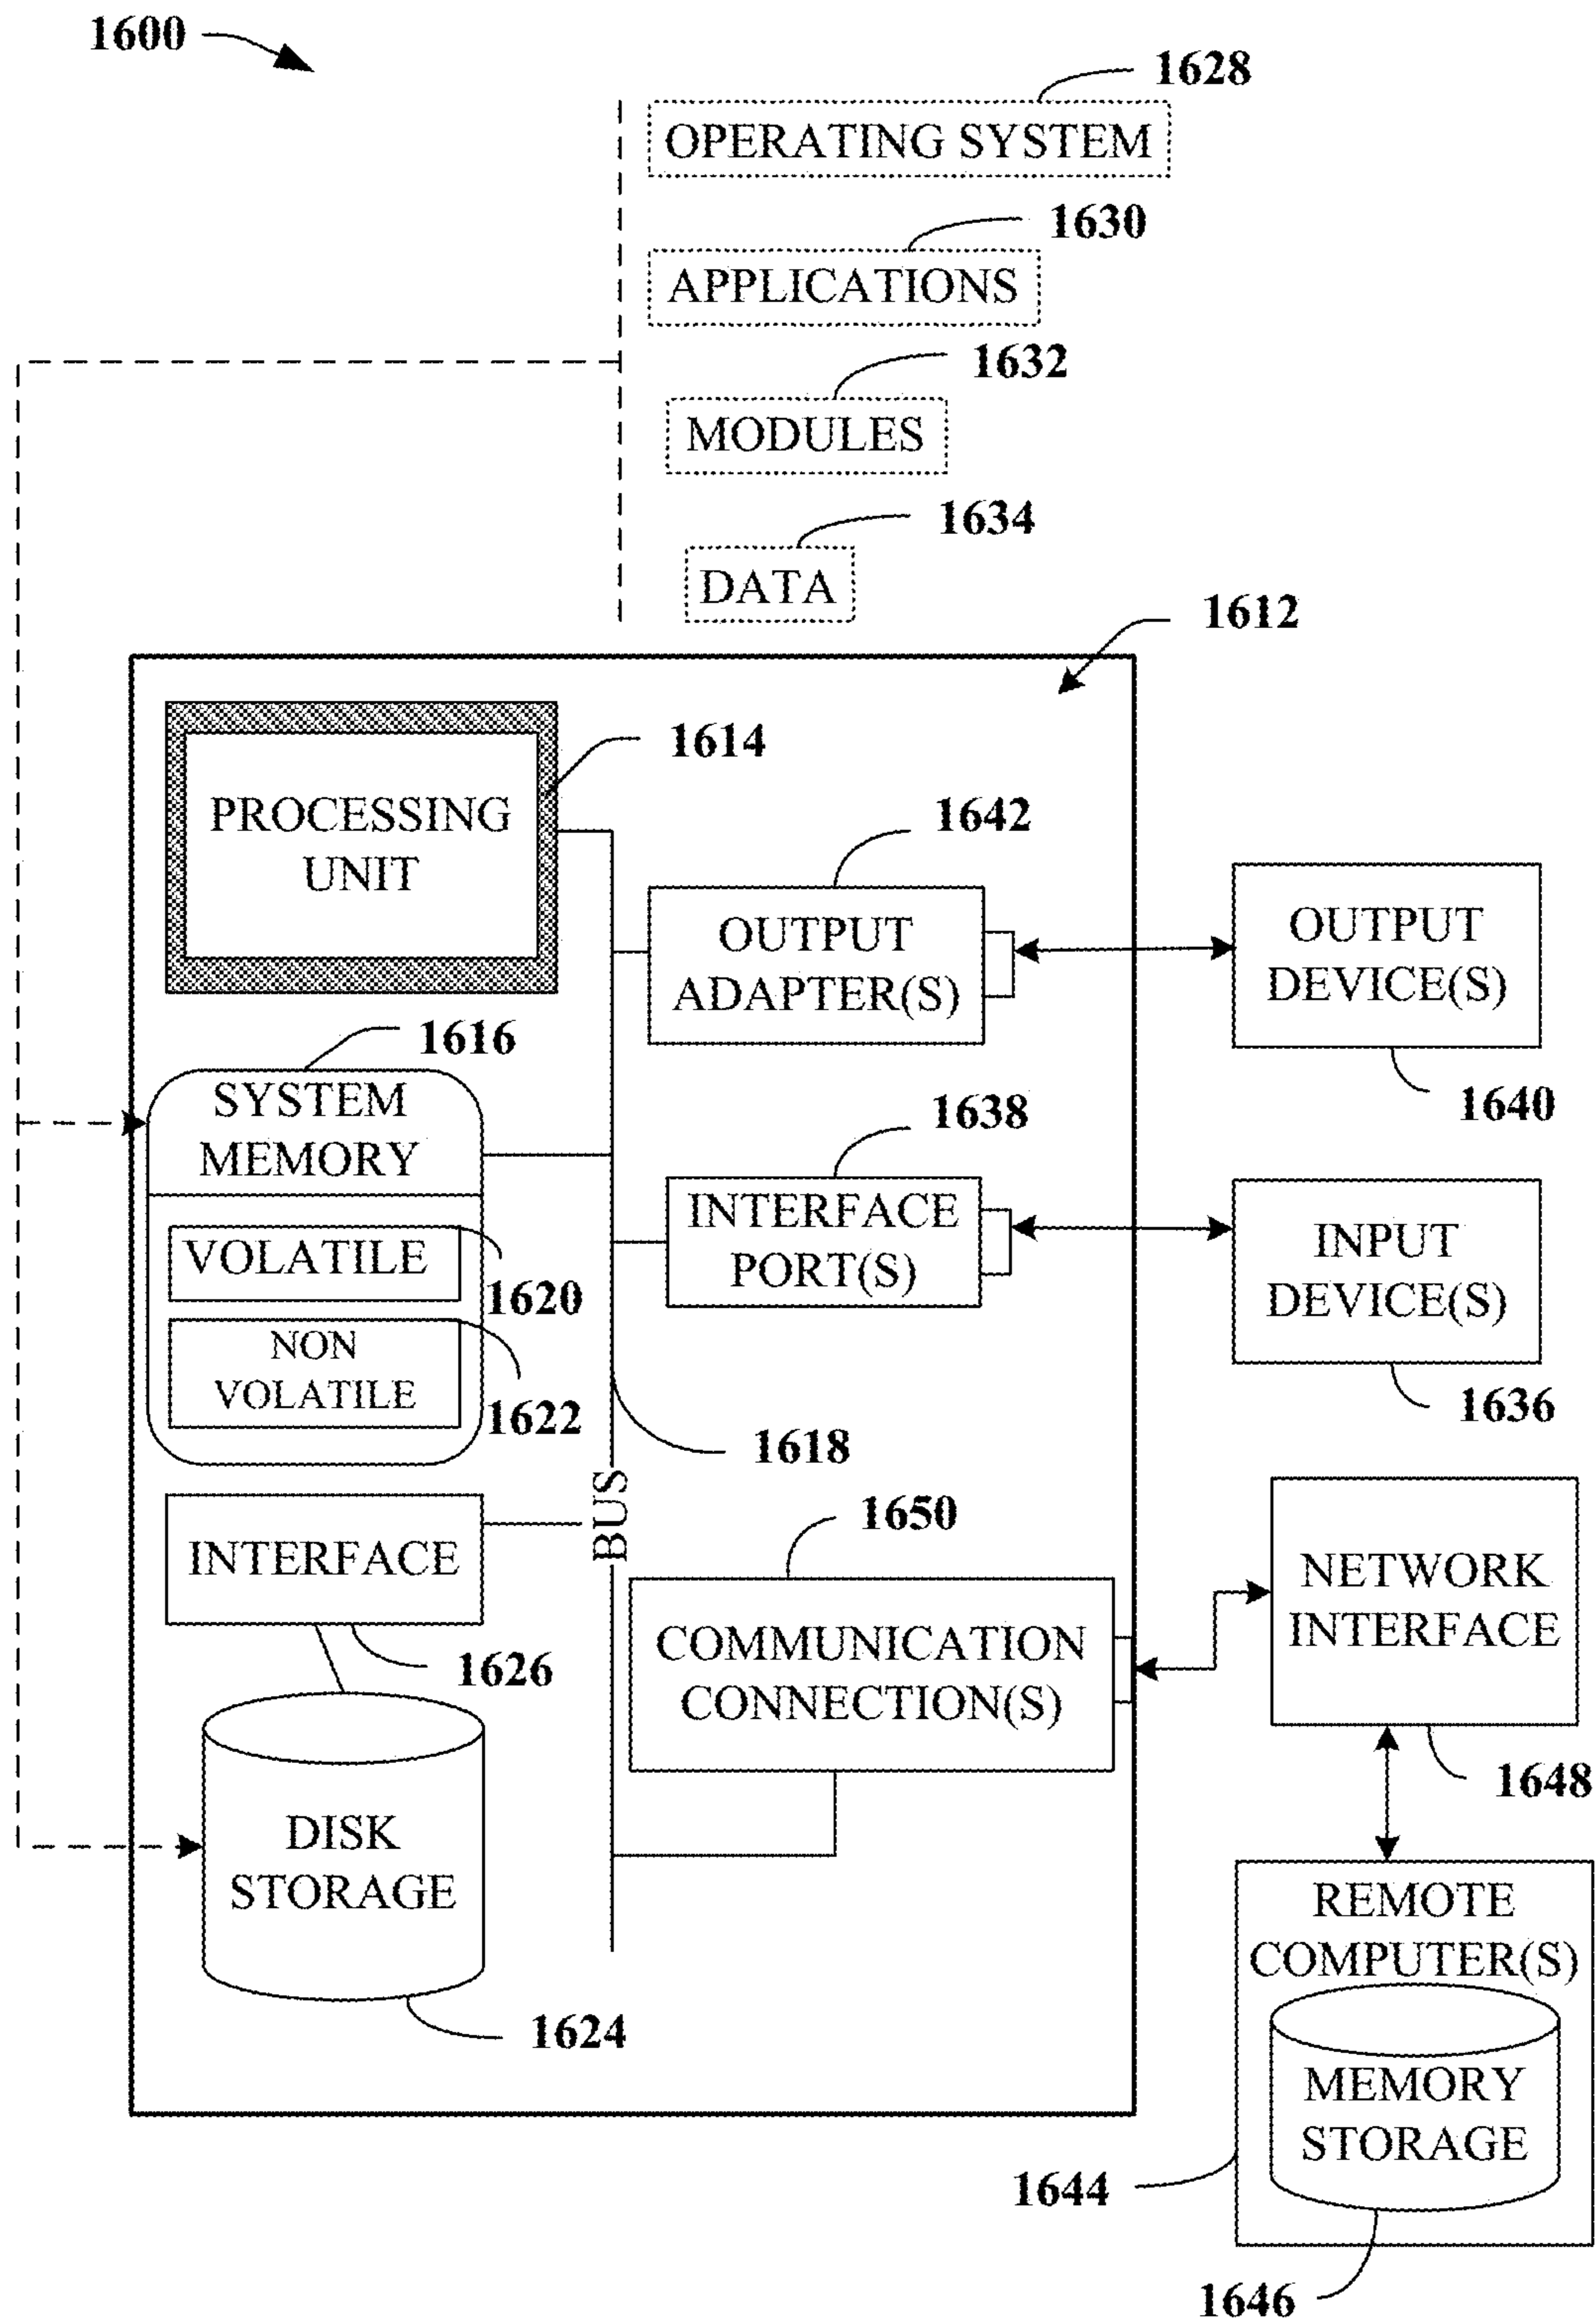 1600
1628
OPERATING SYSTEM
1630
APPLICATIONS
1632
MODULES
1634
DATA
1612
1614
PROCESSING
UNIT
1642
OUTPUT
ADAPTER(S)
OUTPUT
DEVICE(S)
1640
1616
SYSTEM
MEMORY
VOLATILE
1620
NON
VOLATILE
1622
1638
INTERFACE
PORT(S)
INPUT
DEVICE(S)
1636
1618
BUS
INTERFACE
1626
1650
COMMUNICATION
CONNECTION(S)
NETWORK
INTERFACE
1648
DISK
STORAGE
1624
REMOTE
COMPUTER(S)
MEMORY
STORAGE
1644
1646